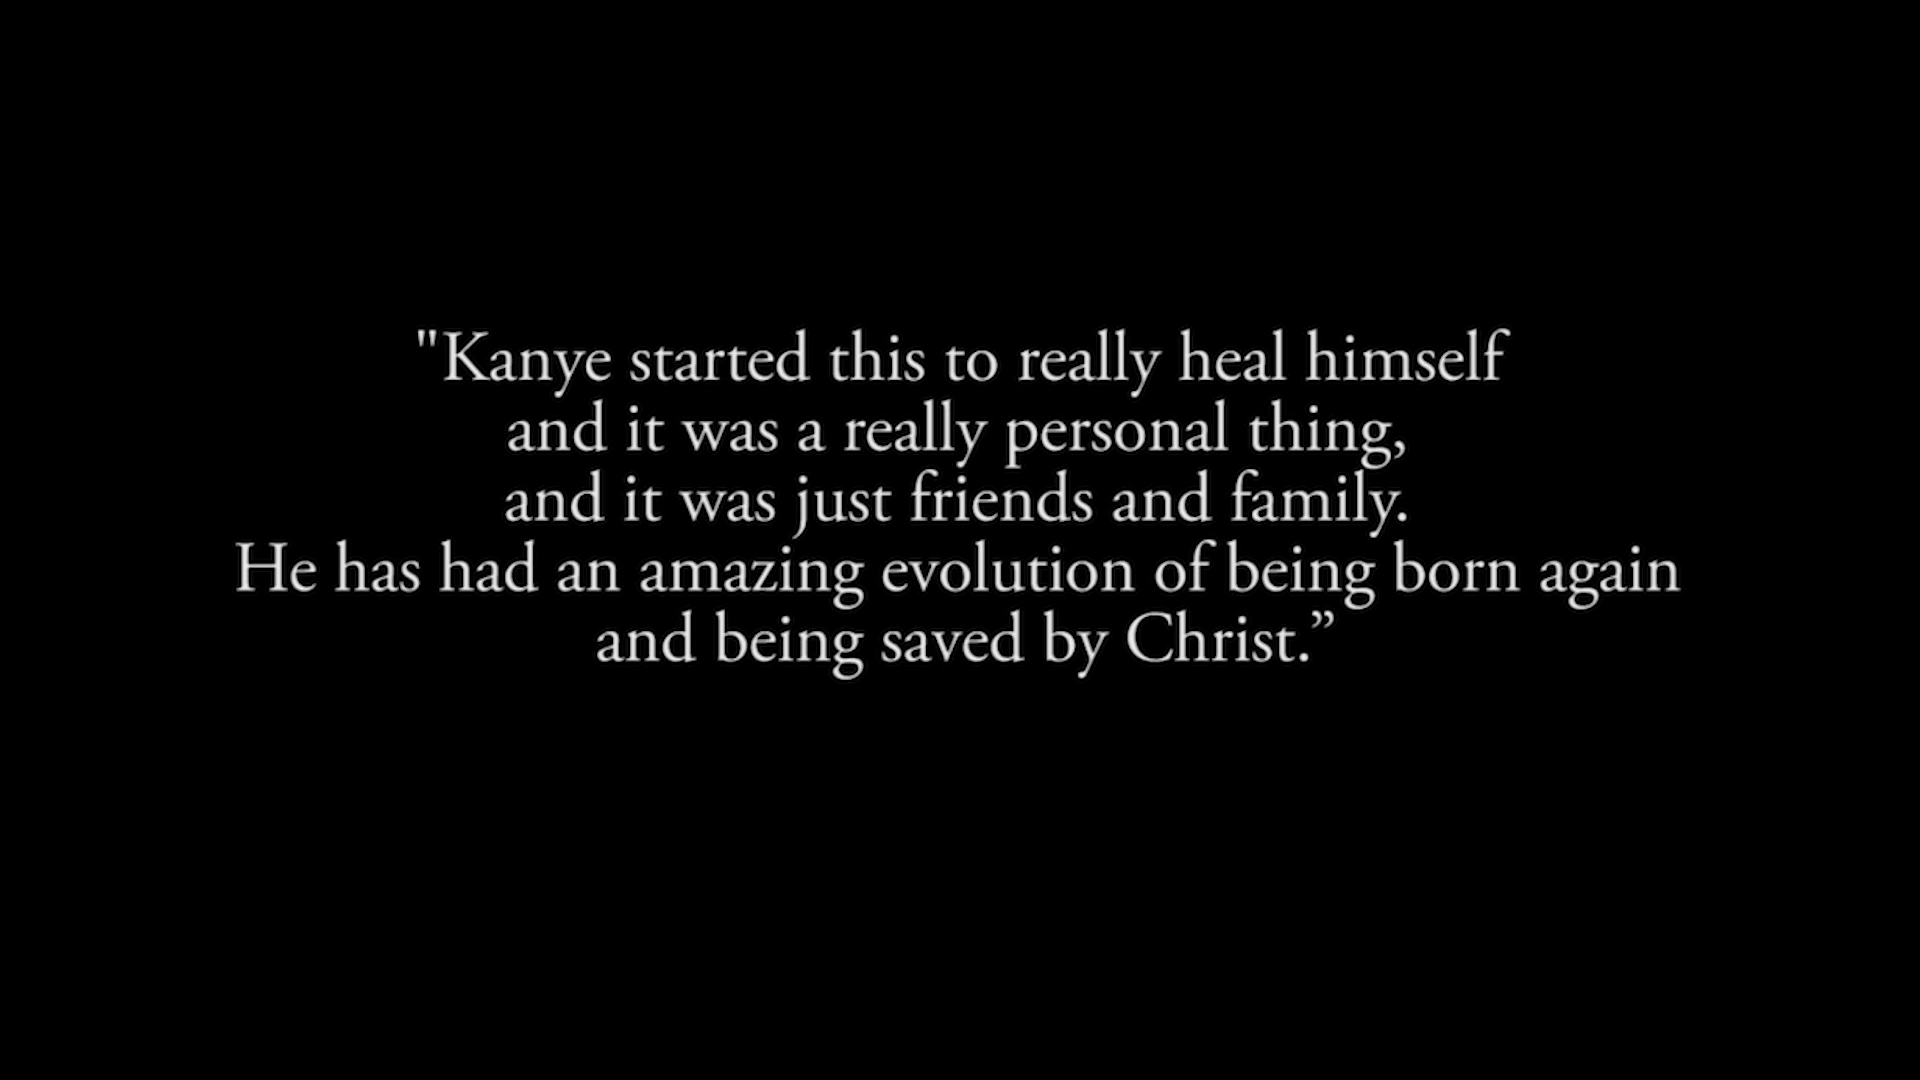 "Kanye started this to really heal himself
and it was a really personal thing,
and it was just friends and family.
He has had an amazing evolution of being born again
and being saved by Christ.”